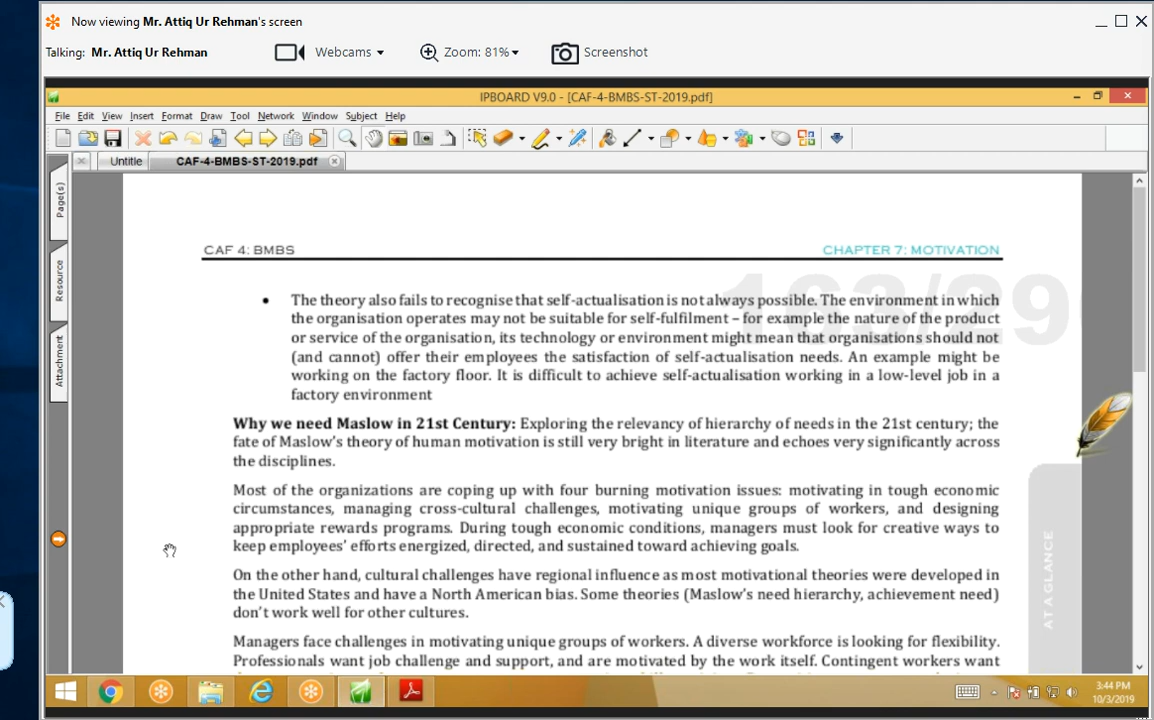 Now viewing Mr. Attiq Ur Rehman's screen
Talking: Mr. Attiq Ur Rehman
Webcams
Zoom: 81%
Screenshot
IPBOARD V9.0 - [CAF-4-BMBS-ST-2019.pdf]
File Edit View Insert Format Draw Tool Network Window Subject Help
Untitle
CAF-4-BMBS-ST-2019.pdf
Page(s)
Resource
Attachment
CAF 4: BMBS
CHAPTER 7: MOTIVATION
163/29
• The theory also fails to recognise that self-actualisation is not always possible. The environment in which
the organisation operates may not be suitable for self-fulfilment – for example the nature of the product
or service of the organisation, its technology or environment might mean that organisations should not
(and cannot) offer their employees the satisfaction of self-actualisation needs. An example might be
working on the factory floor. It is difficult to achieve self-actualisation working in a low-level job in a
factory environment
Why we need Maslow in 21st Century: Exploring the relevancy of hierarchy of needs in the 21st century; the
fate of Maslow's theory of human motivation is still very bright in literature and echoes very significantly across
the disciplines.
Most of the organizations are coping up with four burning motivation issues: motivating in tough economic
circumstances, managing cross-cultural challenges, motivating unique groups of workers, and designing
appropriate rewards programs. During tough economic conditions, managers must look for creative ways to
keep employees' efforts energized, directed, and sustained toward achieving goals.
On the other hand, cultural challenges have regional influence as most motivational theories were developed in
the United States and have a North American bias. Some theories (Maslow's need hierarchy, achievement need)
don't work well for other cultures.
Managers face challenges in motivating unique groups of workers. A diverse workforce is looking for flexibility.
Professionals want job challenge and support, and are motivated by the work itself. Contingent workers want
AT A GLANCE
3:44 PM
10/3/2019